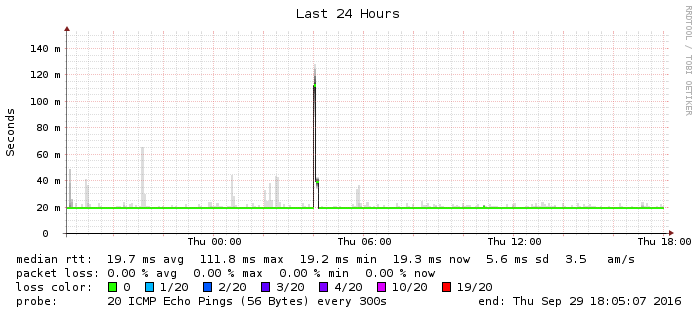 Last 24 Hours
RRDTOOL / TOBI OETIKER
Seconds
140 m
120 m
100 m
80 m
60 m
40 m
20 m
0
Thu 00:00 Thu 06:00 Thu 12:00 Thu 18:00
median rtt: 19.7 ms avg 111.8 ms max 19.2 ms min 19.3 ms now 5.6 ms sd 3.5 am/s
packet loss: 0.00 % avg 0.00 % max 0.00 % min 0.00 % now
loss color: 0 1/20 2/20 3/20 4/20 10/20 19/20
probe: 20 ICMP Echo Pings (56 Bytes) every 300s end: Thu Sep 29 18:05:07 2016